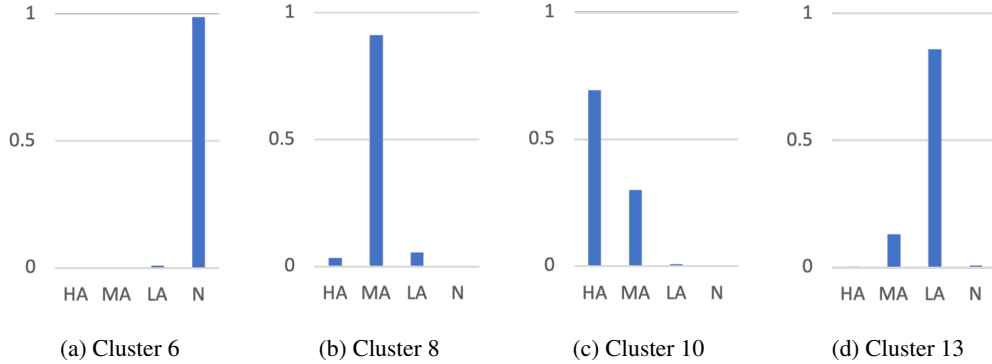 1
0.5
0
HA MA LA N
(a) Cluster 6
1
0.5
0
HA MA LA N
(b) Cluster 8
1
0.5
0
HA MA LA N
(c) Cluster 10
1
0.5
0
HA MA LA N
(d) Cluster 13